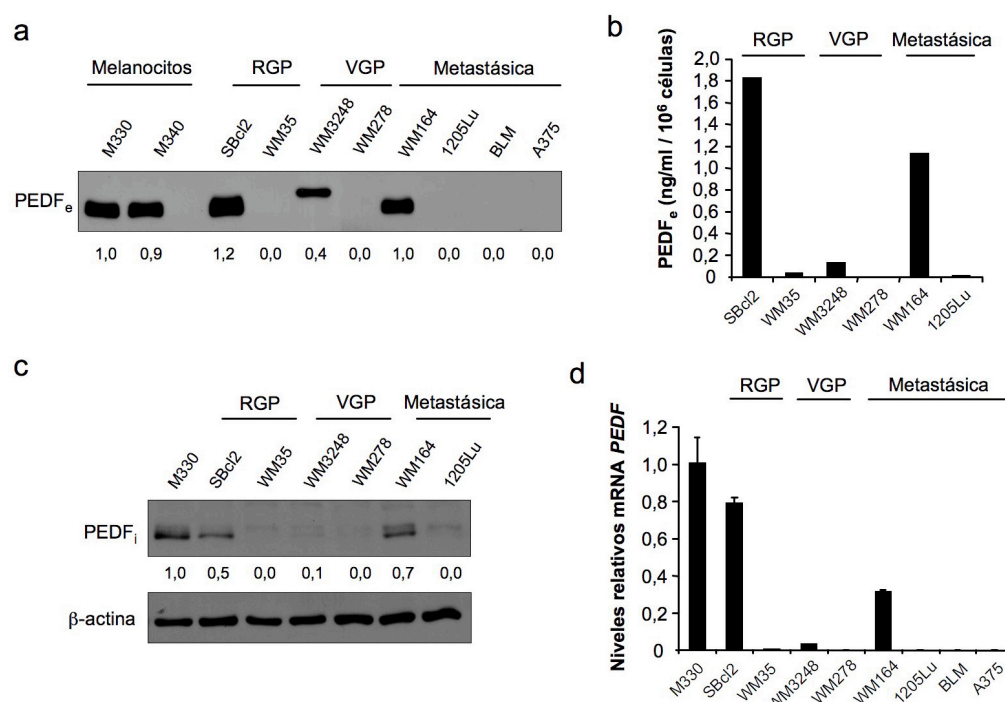 a
Melanocitos RGP VGP Metastásica
M330 M340 SBcl2 WM35 WM3248 WM278 WM164 1205Lu BLM A375
PEDFe
1,0 0,9 1,2 0,0 0,4 0,0 1,0 0,0 0,0 0,0
b
RGP VGP Metastásica
PEDFe (ng/ml / 10⁶ células)
2,0
1,8
1,6
1,4
1,2
1,0
0,8
0,6
0,4
0,2
0
SBcl2 WM35 WM3248 WM278 WM164 1205Lu
c
RGP VGP Metastásica
M330 SBcl2 WM35 WM3248 WM278 WM164 1205Lu
PEDFi
1,0 0,5 0,0 0,1 0,0 0,7 0,0
β-actina
d
RGP VGP Metastásica
Niveles relativos mRNA PEDF
1,2
1,0
0,8
0,6
0,4
0,2
0
M330 SBcl2 WM35 WM3248 WM278 WM164 1205Lu BLM A375